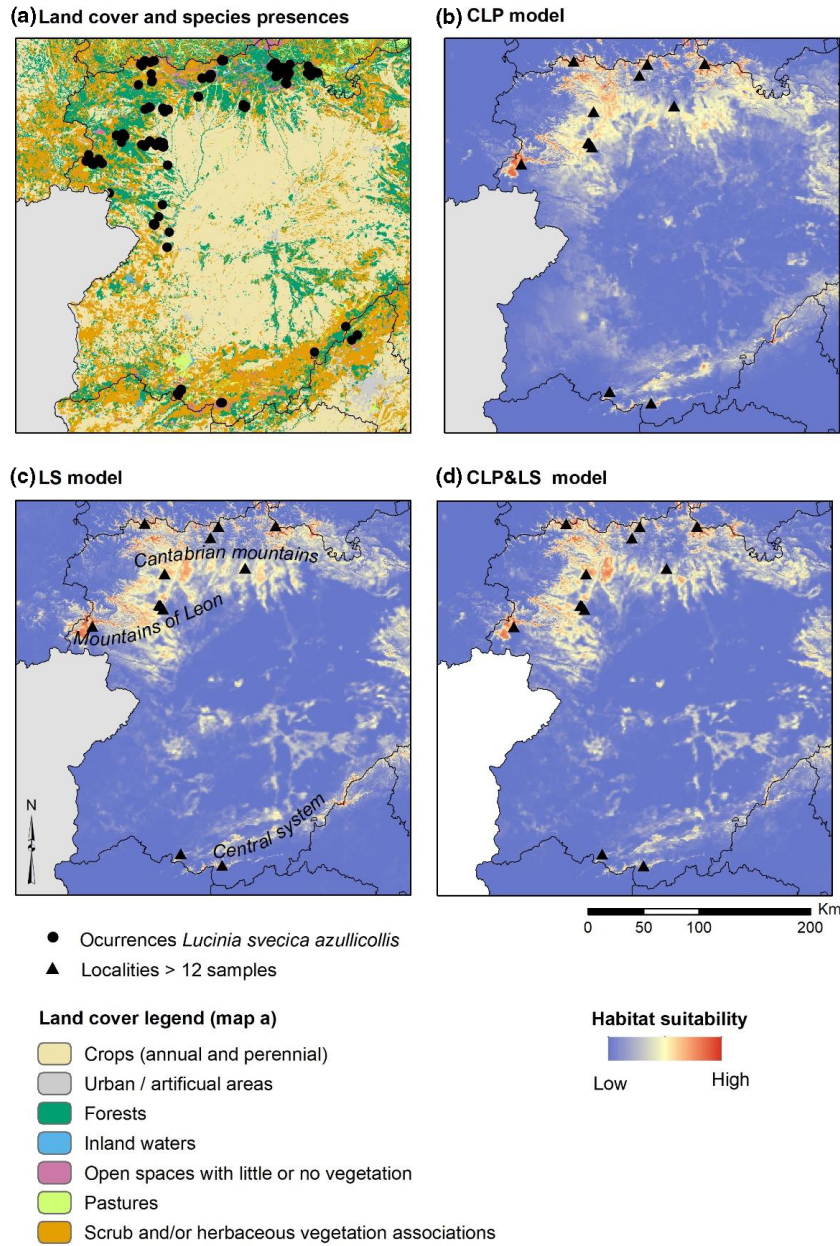 (a) Land cover and species presences
(b) CLP model
(c) LS model
Cantabrian mountains
Mountains of Leon
Central system
N
(d) CLP&LS model
Km
0 50 100 200
Ocurrences Lucinia svecica azullicollis
Localities > 12 samples
Land cover legend (map a)
Crops (annual and perennial)
Urban / artificual areas
Forests
Inland waters
Open spaces with little or no vegetation
Pastures
Scrub and/or herbaceous vegetation associations
Habitat suitability
Low High